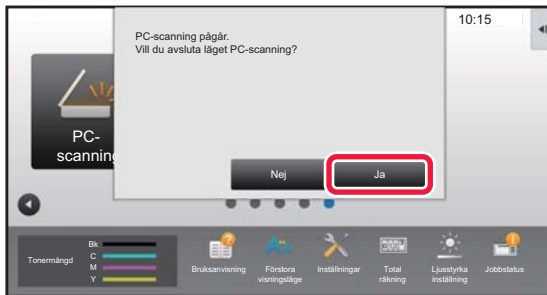 10:15
PC-scanning pågår.
Vill du avsluta läget PC-scanning?
PC-
scanning
Nej
Ja
Tonermängd
Bk
C
M
Y
Bruksanvisning
Förstora
visningsläge
Inställningar
Total
räkning
Ljusstyrka
inställning
Jobbstatus